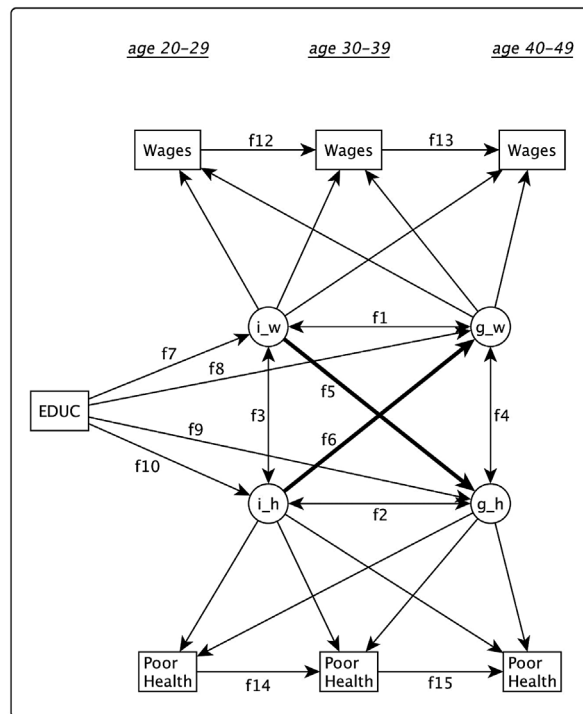 age 20-29 age 30-39 age 40-49
Wages f12 Wages f13 Wages
i_w f1 g_w
f7
f8
f5
EDUC f3 f4
f9 f6
f10
i_h f2 g_h
Poor
Health
f14
Poor
Health
f15
Poor
Health